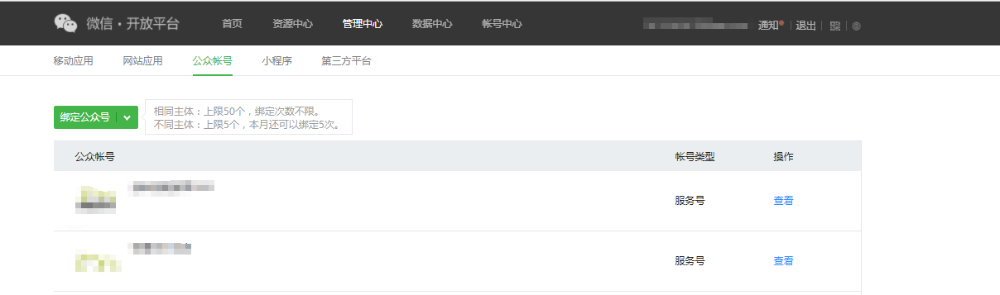 微信·开放平台 首页 资源中心 管理中心 数据中心 帐号中心 通知 退出
移动应用 网站应用 公众帐号 小程序 第三方平台
绑定公众号
相同主体：上限50个，绑定次数不限。
不同主体：上限5个，本月还可以绑定5次。
公众帐号 帐号类型 操作
服务号 查看
服务号 查看